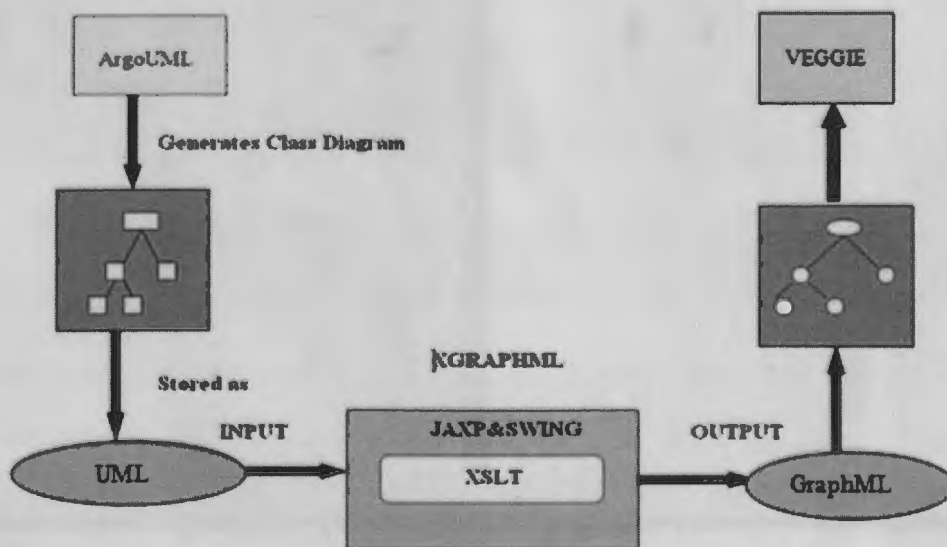 ArgoUML
VEGGIE
Generates Class Diagram
XGRAPHML
Stored as
INPUT
JAXP&SWING
OUTPUT
UML
XSLT
GraphML